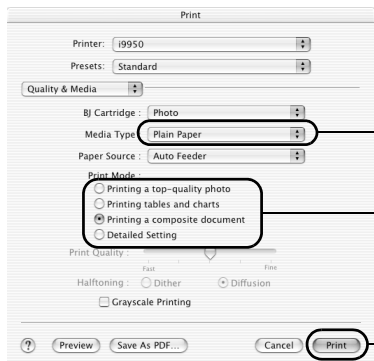 Print
Printer: i9950
Presets: Standard
Quality & Media
BJ Cartridge : Photo
Media Type : Plain Paper
Paper Source : Auto Feeder
Print Mode :
Printing a top-quality photo
Printing tables and charts
Printing a composite document
Detailed Setting
Print Quality :
Fast Fine
Halftoning : Dither Diffusion
Grayscale Printing
? Preview Save As PDF... Cancel Print